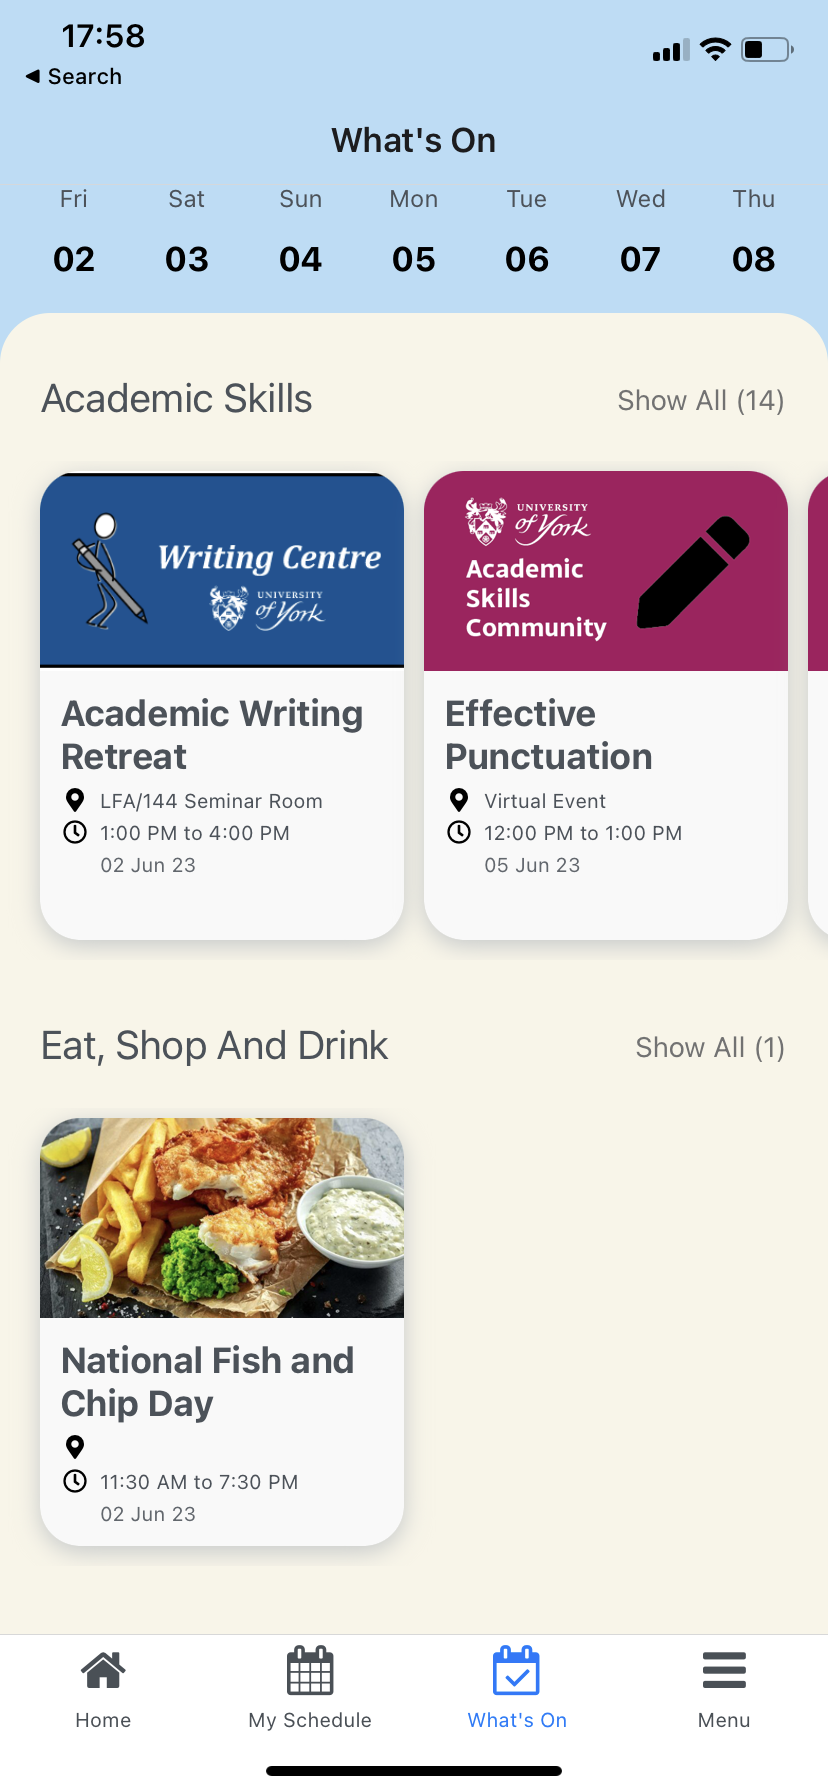 17:58
Search
What's On
Fri Sat Sun Mon Tue Wed Thu
02 03 04 05 06 07 08
Academic Skills Show All (14)
Writing Centre
UNIVERSITY
of York
Academic Writing
Retreat
LFA/144 Seminar Room
1:00 PM to 4:00 PM
02 Jun 23
UNIVERSITY
of York
Academic
Skills
Community
Effective
Punctuation
Virtual Event
12:00 PM to 1:00 PM
05 Jun 23
Eat, Shop And Drink Show All (1)
National Fish and
Chip Day
11:30 AM to 7:30 PM
02 Jun 23
Home My Schedule What's On Menu